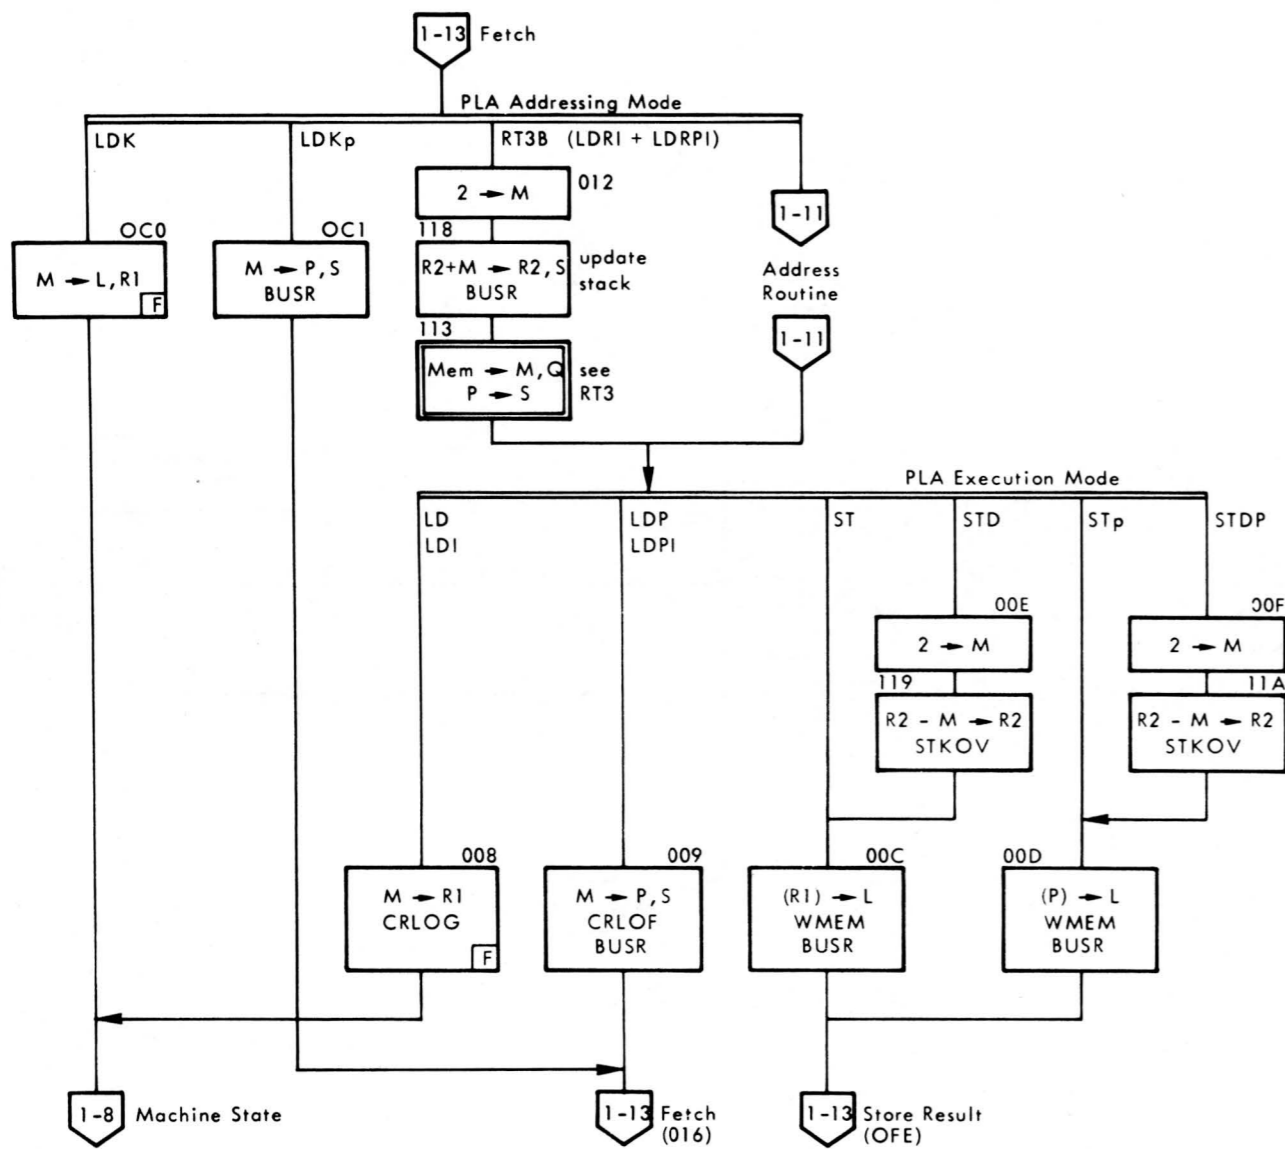 1-13 Fetch
PLA Addressing Mode
LDK
LDKp
RT3B (LDRI + LDRPI)
012
2 → M
1-11
OC0
OC1
118
M → L, R1
F
M → P, S
BUSR
R2+M → R2, S
BUSR
update
stack
Address
Routine
113
1-11
Mem → M, Q
P → S
see
RT3
PLA Execution Mode
LD
LDI
LDP
LDPI
ST
STD
STp
STDP
00E
00F
2 → M
2 → M
119
11A
R2 - M → R2
STKOV
R2 - M → R2
STKOV
008
009
00C
00D
M → R1
CRLOG
F
M → P, S
CRLOF
BUSR
(R1) → L
WMEM
BUSR
(P) → L
WMEM
BUSR
1-8 Machine State
1-13 Fetch
(016)
1-13 Store Result
(OFE)